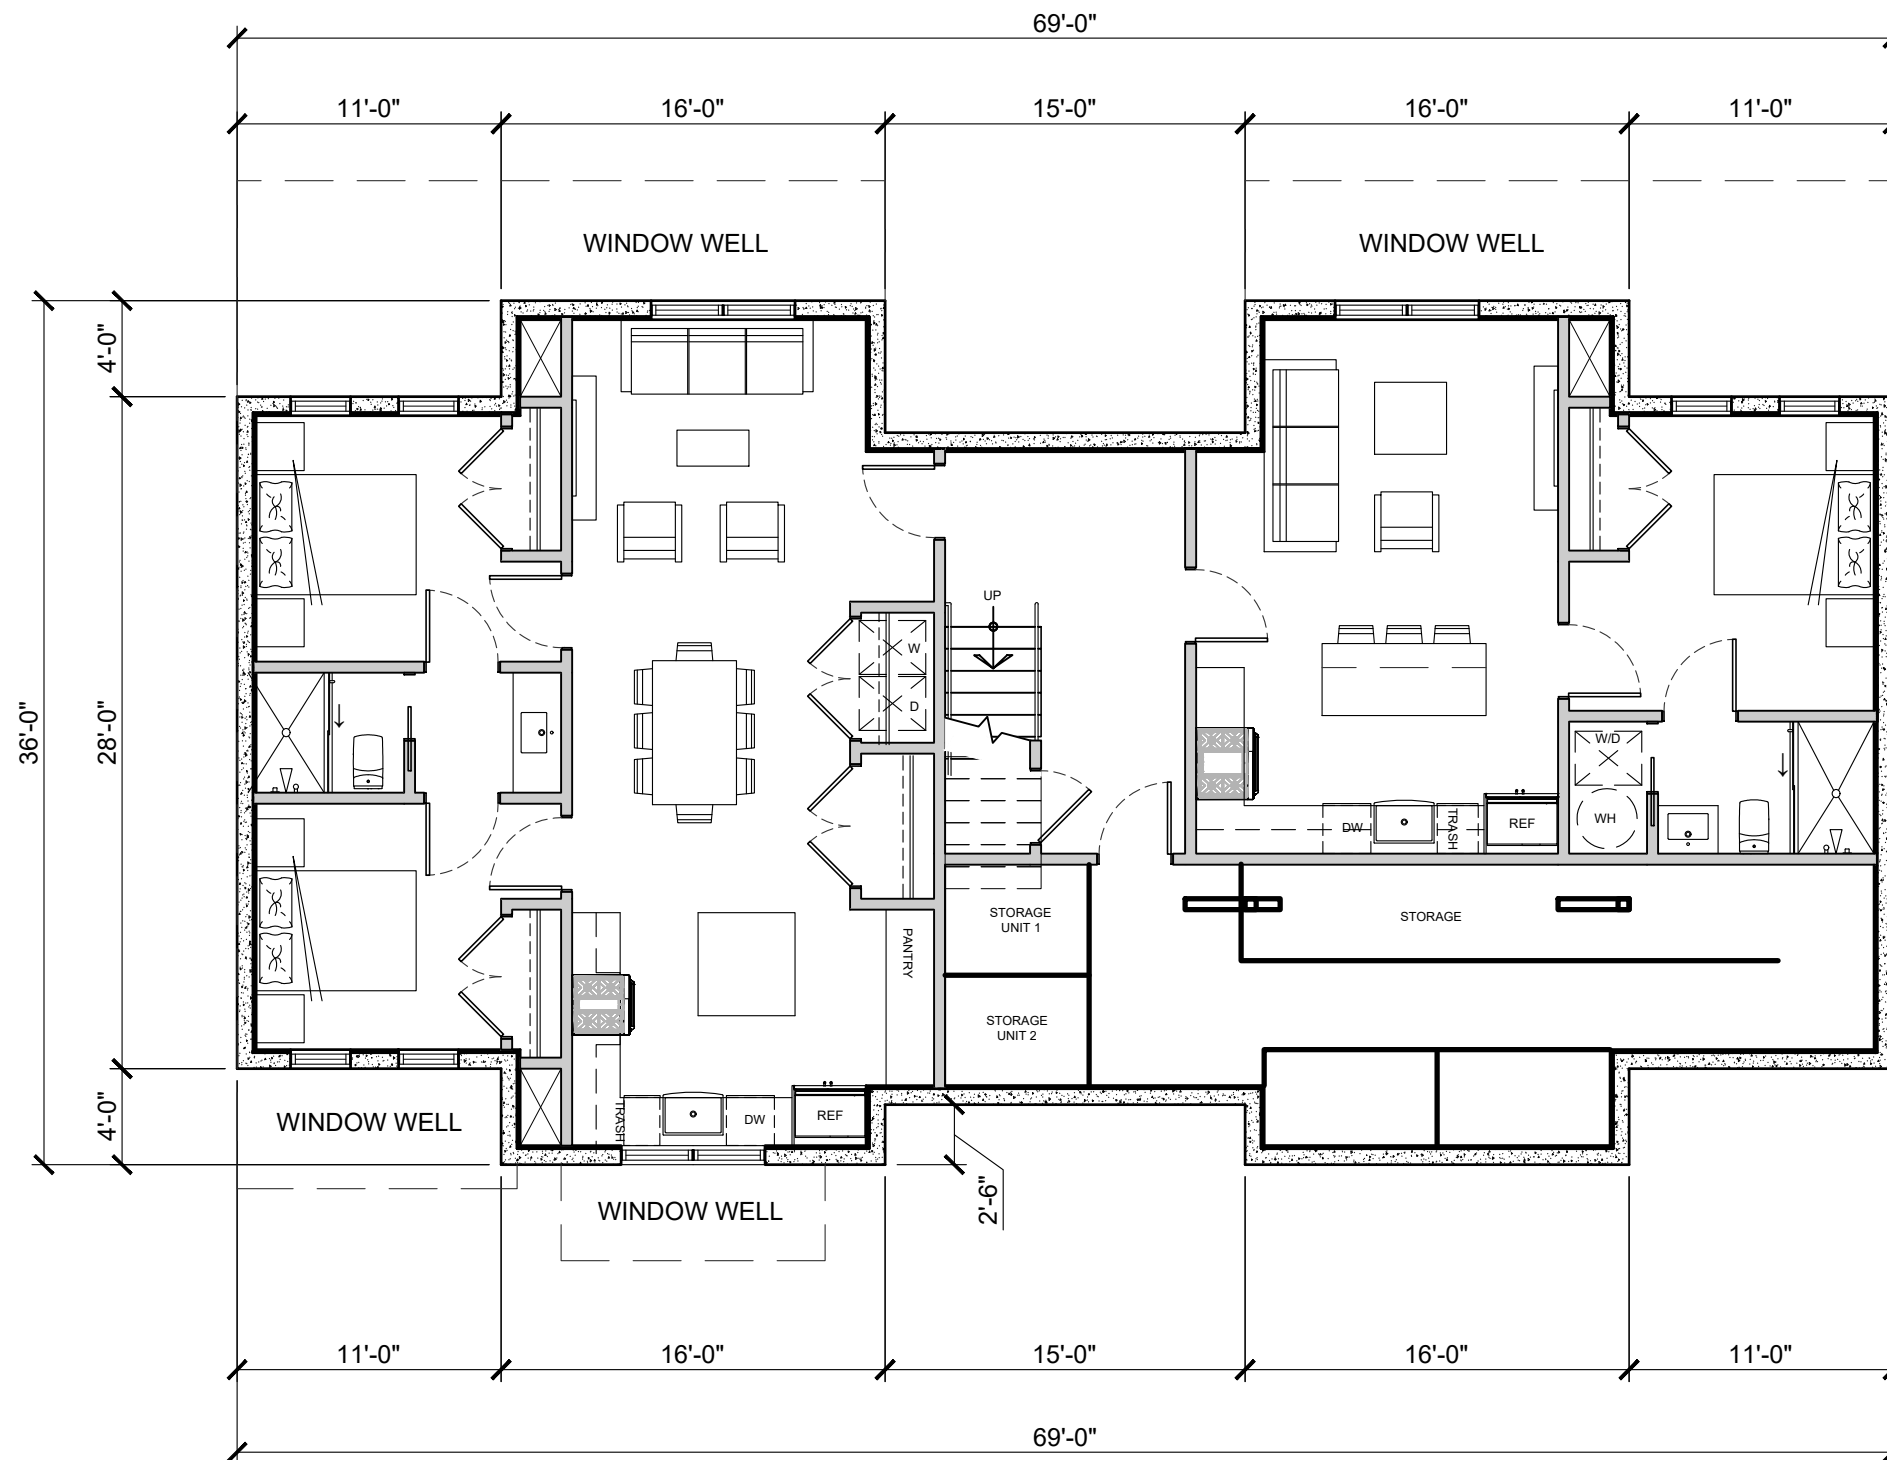 69'-0"
11'-0"
16'-0"
15'-0"
16'-0"
11'-0"
WINDOW WELL
WINDOW WELL
4'-0"
36'-0"
28'-0"
4'-0"
UP
W
D
W/D
WH
DW
TRASH
REF
STORAGE
UNIT 1
STORAGE
PANTRY
STORAGE
UNIT 2
WINDOW WELL
TRASH
DW
REF
WINDOW WELL
2'-6"
11'-0"
16'-0"
15'-0"
16'-0"
11'-0"
69'-0"